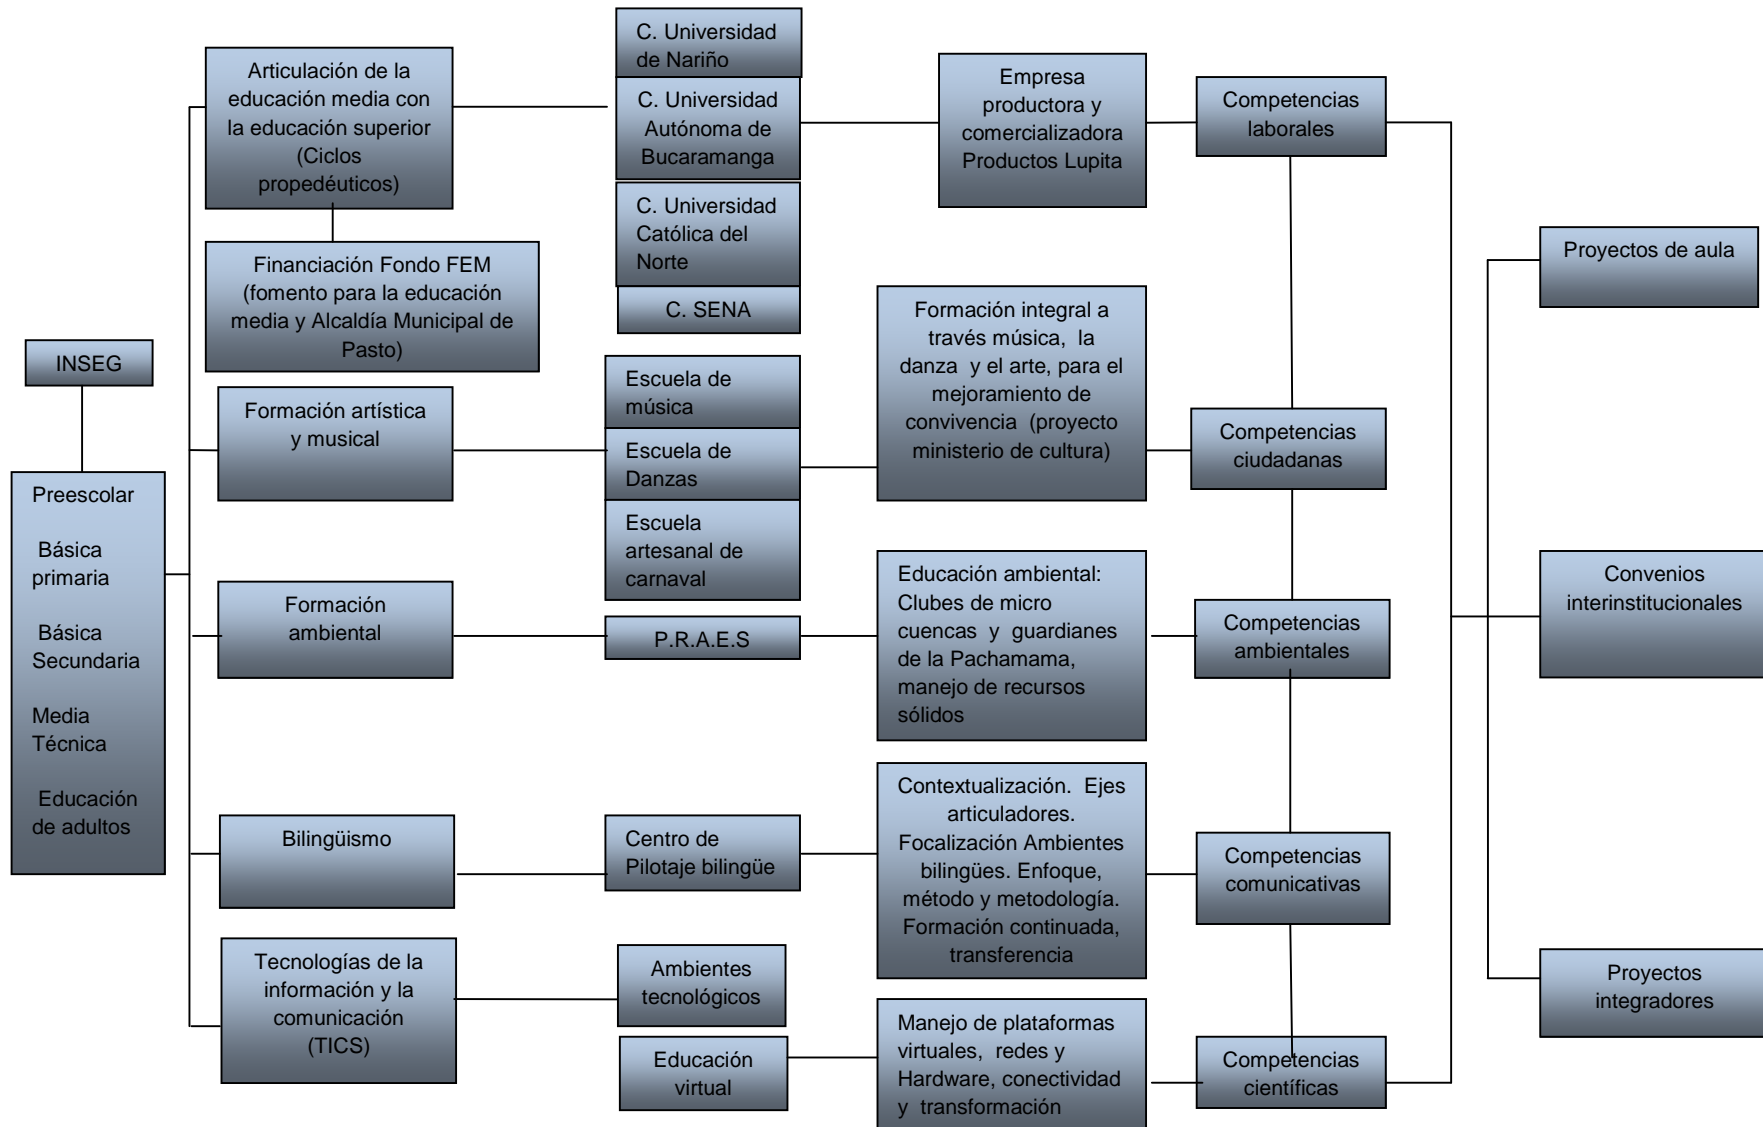 INSEG
Preescolar
Básica
primaria
Básica
Secundaria
Media
Técnica
Educación
de adultos
Articulación de la
educación media con
la educación superior
(Ciclos
propedéuticos)
Financiación Fondo FEM
(fomento para la educación
media y Alcaldía Municipal de
Pasto)
Formación artística
y musical
Formación
ambiental
Bilingüismo
Tecnologías de la
información y la
comunicación
(TICS)
C. Universidad
de Nariño
C. Universidad
Autónoma de
Bucaramanga
C. Universidad
Católica del
Norte
C. SENA
Escuela de
música
Escuela de
Danzas
Escuela
artesanal de
carnaval
P.R.A.E.S
Centro de
Pilotaje bilingüe
Ambientes
tecnológicos
Educación
virtual
Empresa
productora y
comercializadora
Productos Lupita
Formación integral a
través música, la
danza y el arte, para el
mejoramiento de
convivencia (proyecto
ministerio de cultura)
Educación ambiental:
Clubes de micro
cuencas y guardianes
de la Pachamama,
manejo de recursos
sólidos
Contextualización. Ejes
articuladores.
Focalización Ambientes
bilingües. Enfoque,
método y metodología.
Formación continuada,
transferencia
Manejo de plataformas
virtuales, redes y
Hardware, conectividad
y transformación
Competencias
laborales
Competencias
ciudadanas
Competencias
ambientales
Competencias
comunicativas
Competencias
científicas
Proyectos de aula
Convenios
interinstitucionales
Proyectos
integradores